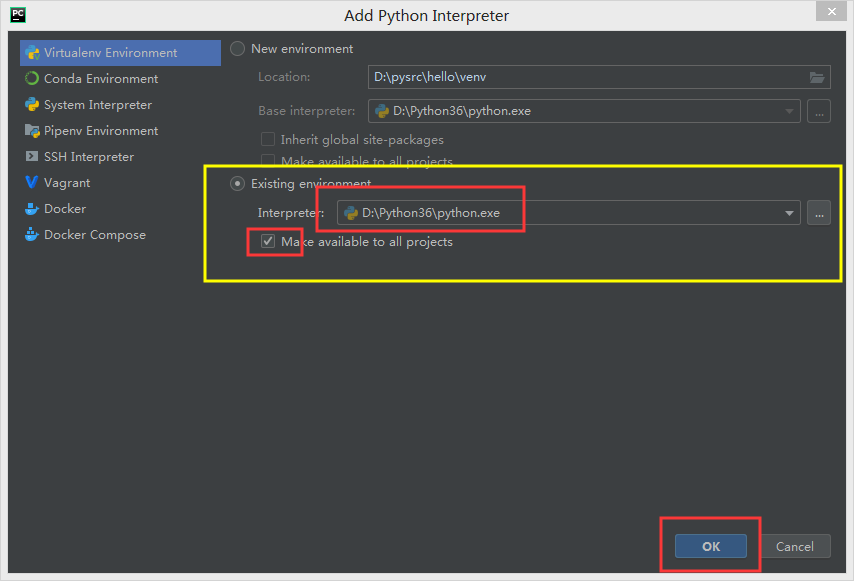 PC
Add Python Interpreter
Virtualenv Environment
Conda Environment
System Interpreter
Pipenv Environment
SSH Interpreter
Vagrant
Docker
Docker Compose
New environment
Location: D:\pysrc\hello\venv
Base interpreter: D:\Python36\python.exe ...
Inherit global site-packages
Make available to all projects
Existing environment
Interpreter: D:\Python36\python.exe ...
Make available to all projects
OK Cancel